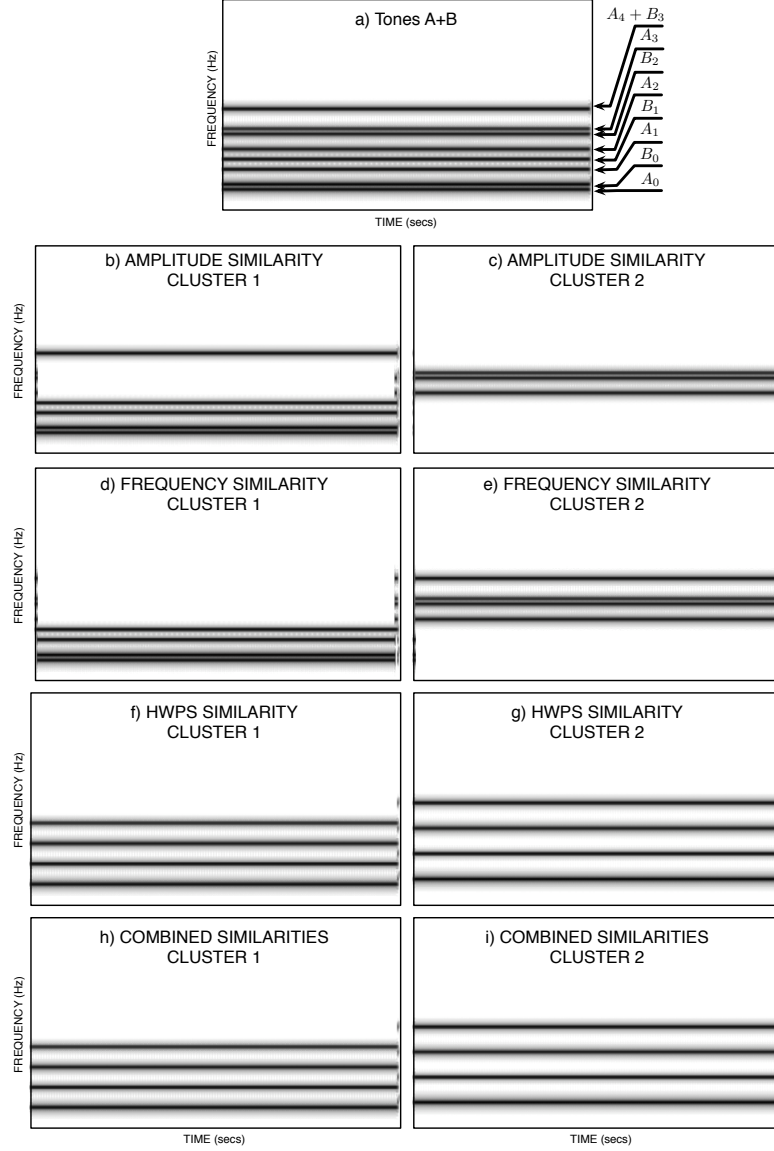 a) Tones A+B
FREQUENCY (Hz)
TIME (secs)
A₄ + B₃
A₃
B₂
A₂
B₁
A₁
B₀
A₀
b) AMPLITUDE SIMILARITY
CLUSTER 1
FREQUENCY (Hz)
c) AMPLITUDE SIMILARITY
CLUSTER 2
d) FREQUENCY SIMILARITY
CLUSTER 1
FREQUENCY (Hz)
e) FREQUENCY SIMILARITY
CLUSTER 2
f) HWPS SIMILARITY
CLUSTER 1
FREQUENCY (Hz)
g) HWPS SIMILARITY
CLUSTER 2
h) COMBINED SIMILARITIES
CLUSTER 1
FREQUENCY (Hz)
TIME (secs)
i) COMBINED SIMILARITIES
CLUSTER 2
TIME (secs)